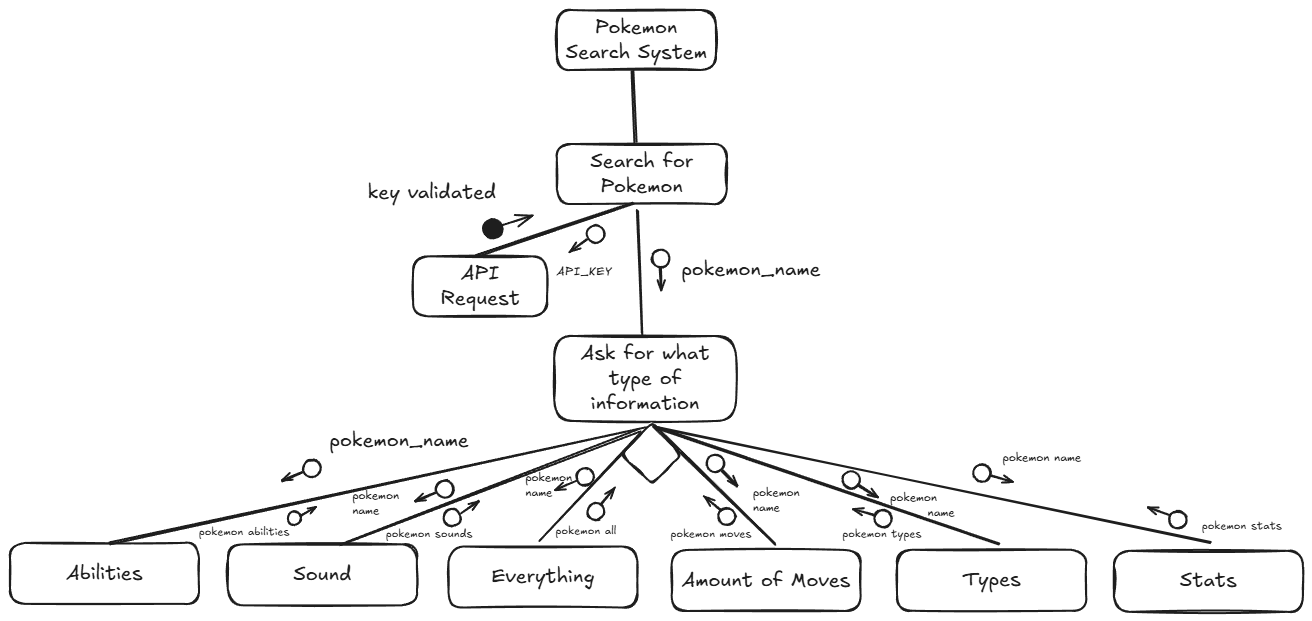 Pokemon
Search System
Search for
Pokemon
key validated
API_KEY
pokemon_name
API
Request
Ask for what
type of
information
pokemon_name
pokemon name
pokemon
name
pokemon
name
pokemon
name
pokemon
name
pokemon abilities
pokemon sounds
pokemon all
pokemon moves
pokemon types
pokemon stats
Abilities
Sound
Everything
Amount of Moves
Types
Stats